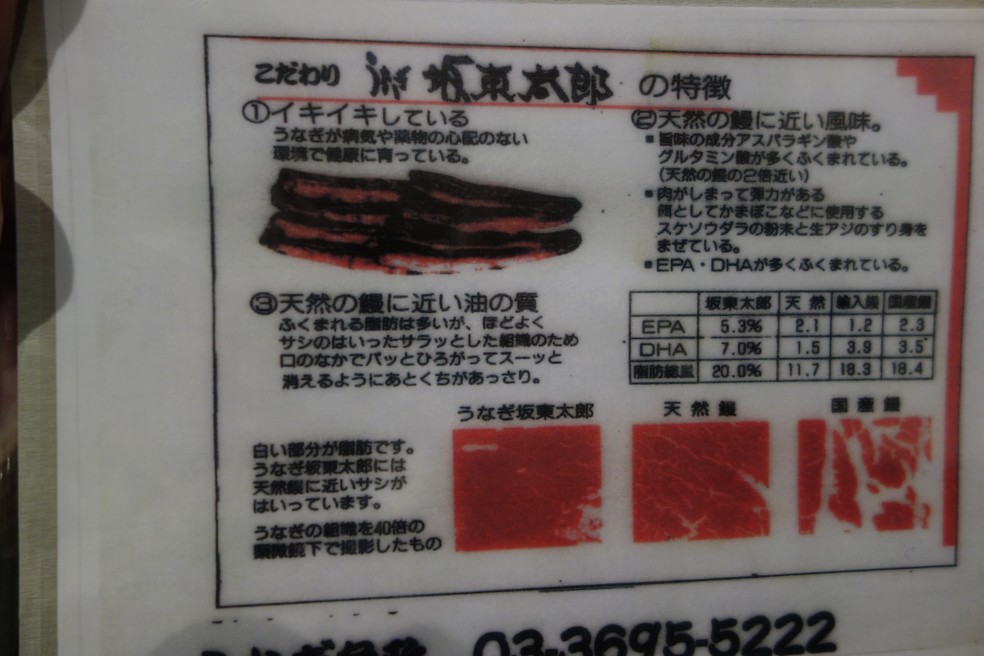 こだわり うなぎ 坂東太郎 の特徴
①イキイキしている
うなぎが病気や薬物の心配のない
環境で健康に育っている。
②天然の鰻に近い風味。
■旨味の成分アスパラギン酸や
グルタミン酸が多くふくまれている。
(天然の鰻の2倍近い)
■肉がしまって弾力がある
餌としてかまぼこなどに使用する
スケソウダラの粉末と生アジのすり身を
まぜている。
■EPA・DHAが多くふくまれている。
③天然の鰻に近い油の質
ふくまれる脂肪は多いが、ほどよく
サシのはいったサラッとした組織のため
口のなかでパッとひろがってスーッと
消えるようにあとくちがあっさり。
坂東太郎 天然 輸入鰻 国産鰻
EPA 5.3% 2.1 1.2 2.3
DHA 7.0% 1.5 3.9 3.5
脂肪総量 20.0% 11.7 18.3 18.4
うなぎ坂東太郎 天然鰻 国産鰻
白い部分が脂肪です。
うなぎ坂東太郎には
天然鰻に近いサシが
はいっています。
うなぎの組織を40倍の
顕微鏡下で撮影したもの
03-3695-5222